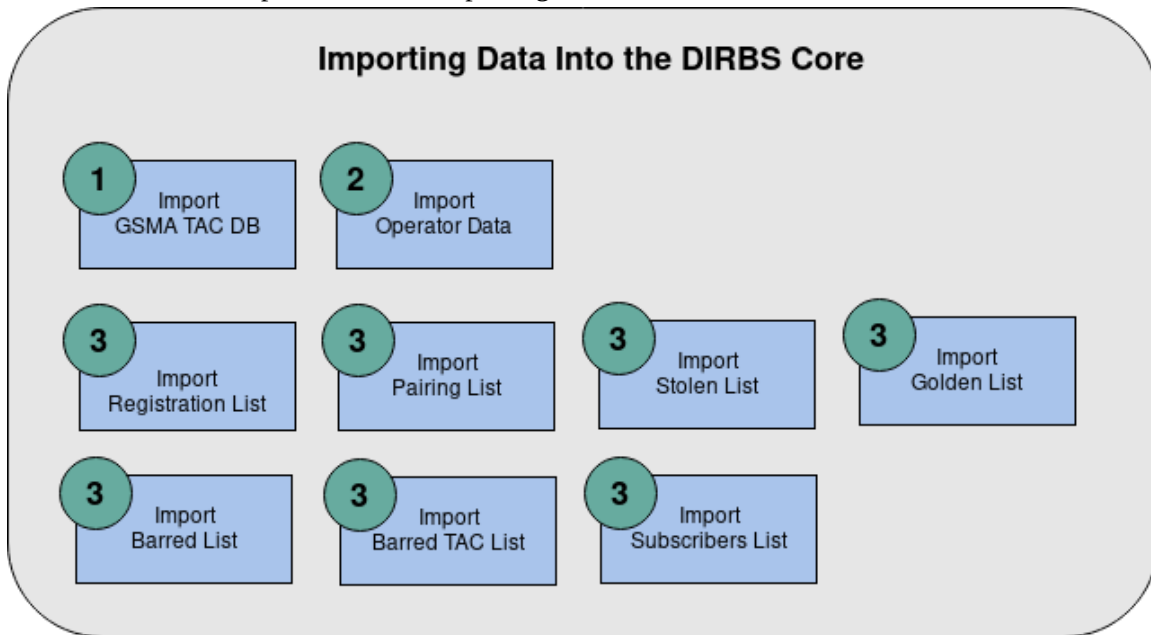 Importing Data Into the DIRBS Core
1
Import
GSMA TAC DB
2
Import
Operator Data
3
Import
Registration List
3
Import
Pairing List
3
Import
Stolen List
3
Import
Golden List
3
Import
Barred List
3
Import
Barred TAC List
3
Import
Subscribers List